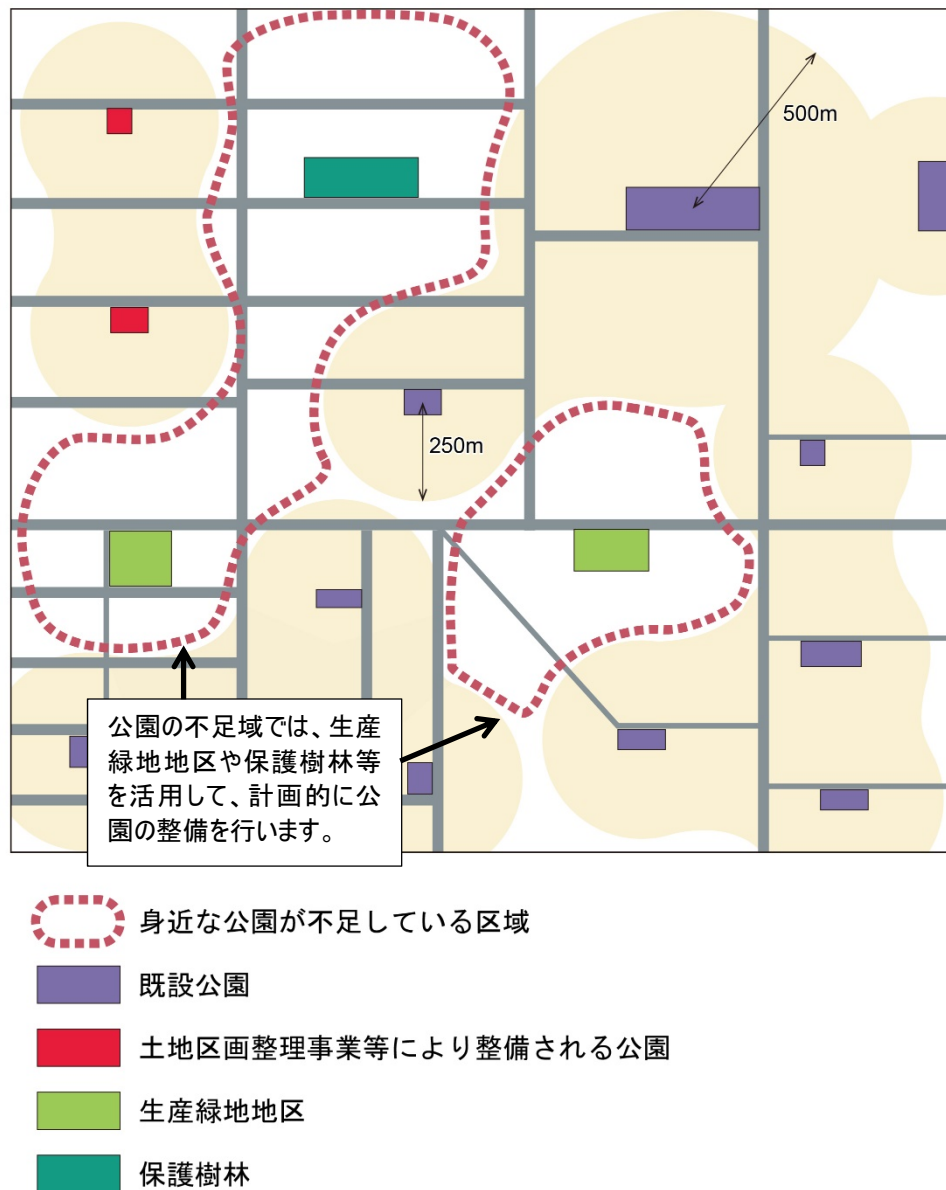 500m
250m
公園の不足域では、生産
緑地地区や保護樹林等
を活用して、計画的に公
園の整備を行います。
身近な公園が不足している区域
既設公園
土地区画整理事業等により整備される公園
生産緑地地区
保護樹林